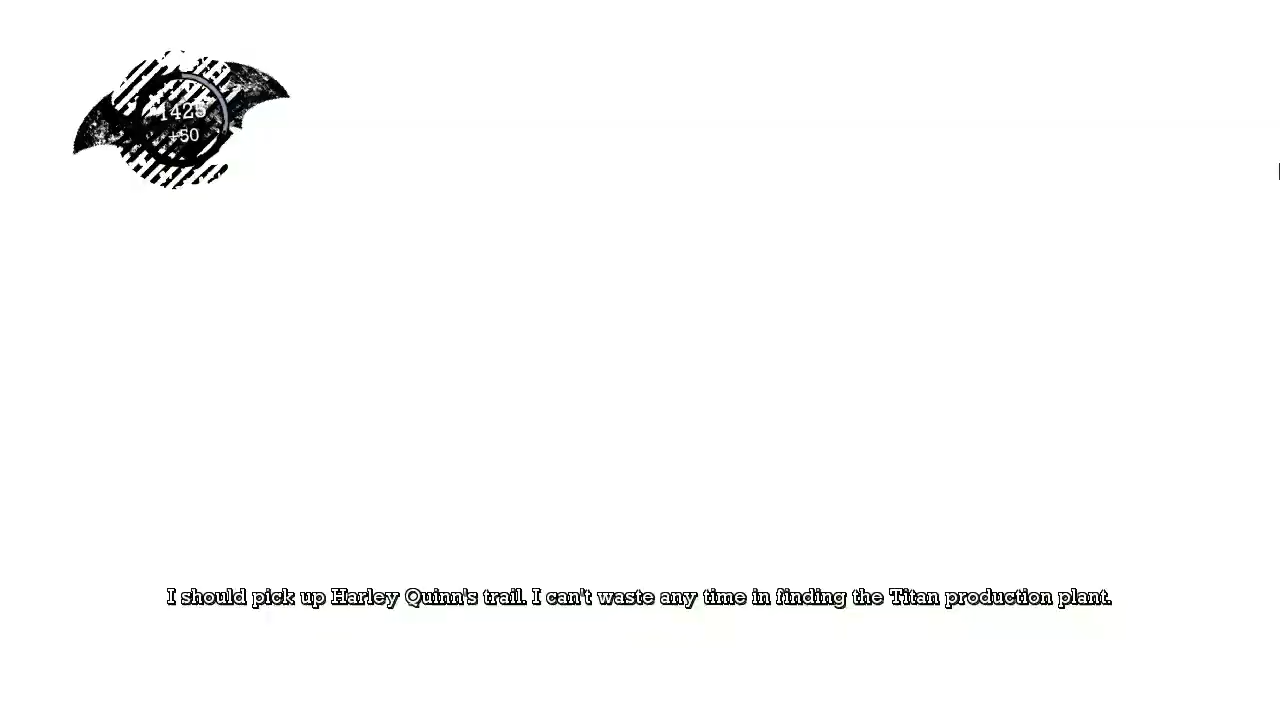 1425
+50
I should pick up Harley Quinn's trail. I can't waste any time in finding the Titan production plant.